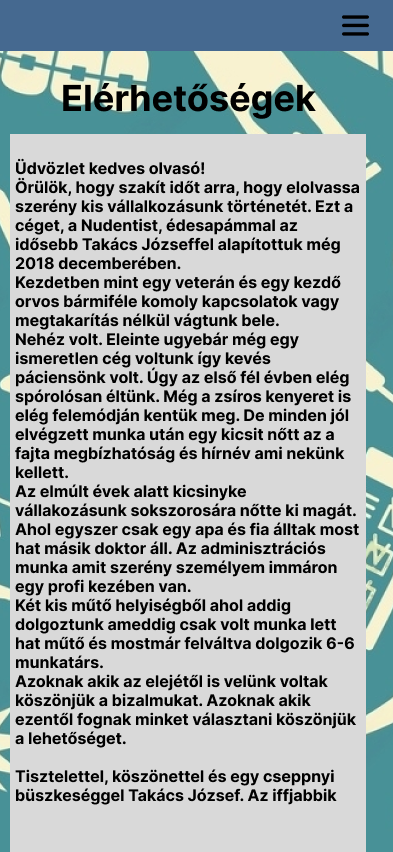 Elérhetőségek
Üdvözlet kedves olvasó!
Örülök, hogy szakít időt arra, hogy elolvassa
szerény kis vállalkozásunk történetét. Ezt a
céget, a Nudentist, édesapámmal az
idősebb Takács Józseffel alapítottuk még
2018 decemberében.
Kezdetben mint egy veterán és egy kezdő
orvos bármiféle komoly kapcsolatok vagy
megtakarítás nélkül vágtunk bele.
Nehéz volt. Eleinte ugyebár még egy
ismeretlen cég voltunk így kevés
páciensönk volt. Úgy az első fél évben elég
spórolósan éltünk. Még a zsíros kenyeret is
elég felemódján kentük meg. De minden jól
elvégzett munka után egy kicsit nőtt az a
fajta megbízhatóság és hírnév ami nekünk
kellett.
Az elmúlt évek alatt kicsinyke
vállakozásunk sokszorosára nőtte ki magát.
Ahol egyszer csak egy apa és fia álltak most
hat másik doktor áll. Az adminisztrációs
munka amit szerény személyem immáron
egy profi kezében van.
Két kis műtő helyiségből ahol addig
dolgoztunk ameddig csak volt munka lett
hat műtő és mostmár felváltva dolgozik 6-6
munkatárs.
Azoknak akik az elejétől is velünk voltak
köszönjük a bizalmukat. Azoknak akik
ezentől fognak minket választani köszönjük
a lehetőséget.
Tisztelettel, köszönettel és egy cseppnyi
büszkeséggel Takács József. Az iffjabbik